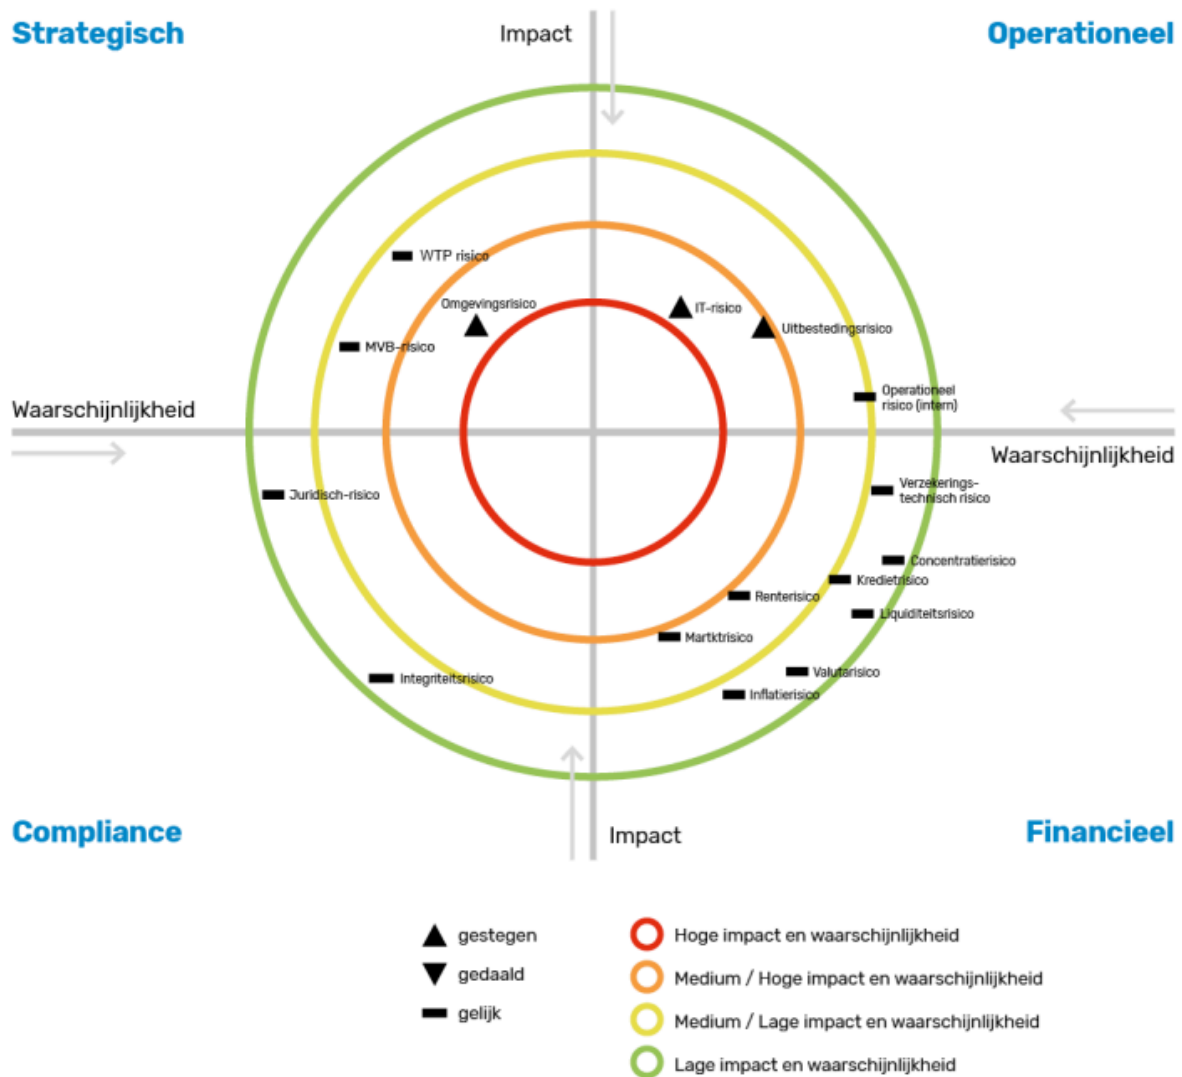 Strategisch
Impact
Operationeel
WTP risico
Omgevingsrisico
IT-risico
Uitbestedingsrisico
MVB-risico
Operationeel
risico (intern)
Waarschijnlijkheid
Waarschijnlijkheid
Juridisch-risico
Verzekerings-
technisch risico
Concentratierisico
Kredietrisico
Renterisico
Liquiditeitsrisico
Martktrisico
Integriteitsrisico
Valutarisico
Inflatierisico
Compliance
Impact
Financieel
gestegen
gedaald
gelijk
Hoge impact en waarschijnlijkheid
Medium / Hoge impact en waarschijnlijkheid
Medium / Lage impact en waarschijnlijkheid
Lage impact en waarschijnlijkheid